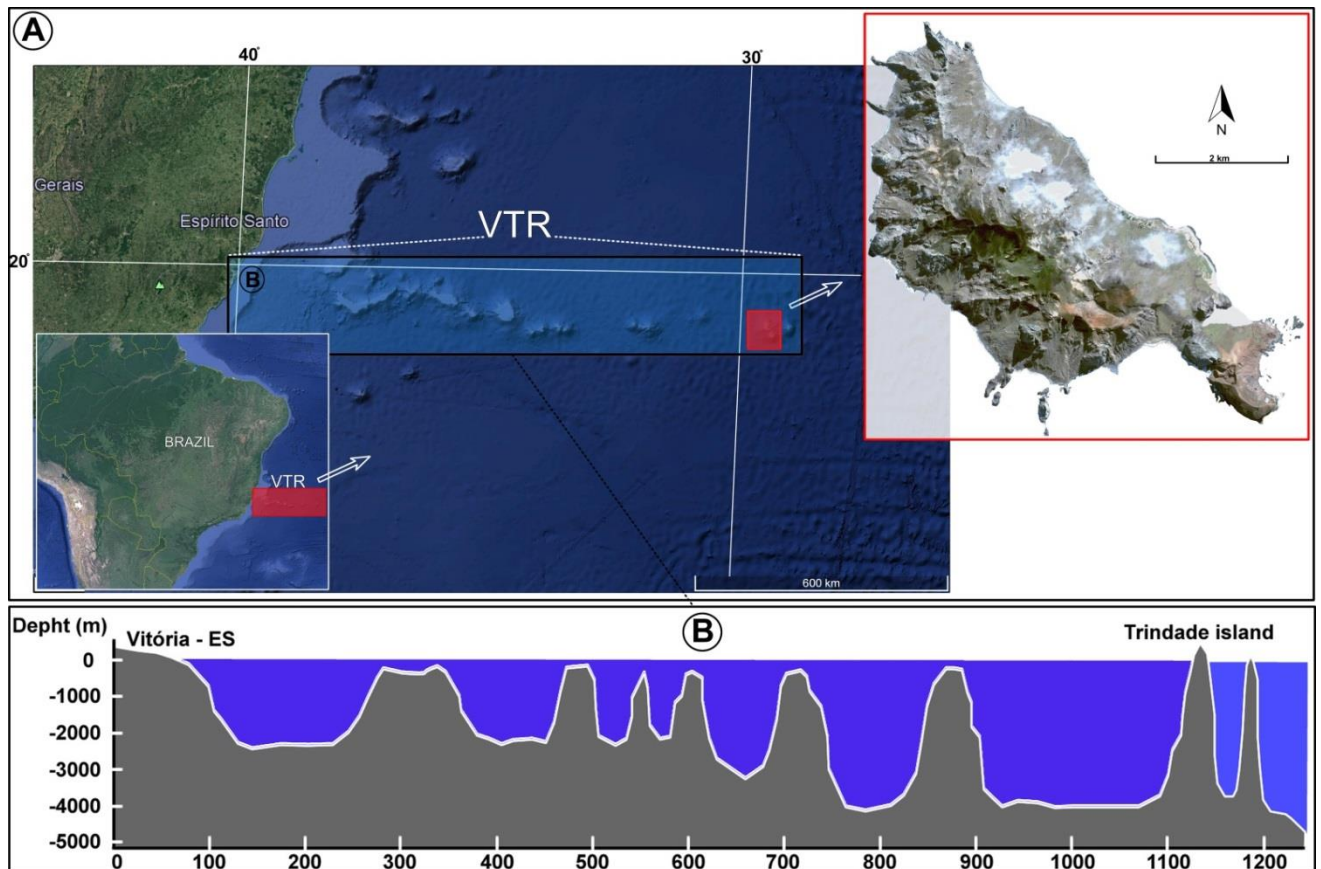 A
40°
30°
N
2 km
Gerais
Espírito Santo
VTR
20°
B
BRAZIL
VTR
600 km
Depht (m)
Vitória - ES
B
Trindade island
0
-1000
-2000
-3000
-4000
-5000
0 100 200 300 400 500 600 700 800 900 1000 1100 1200